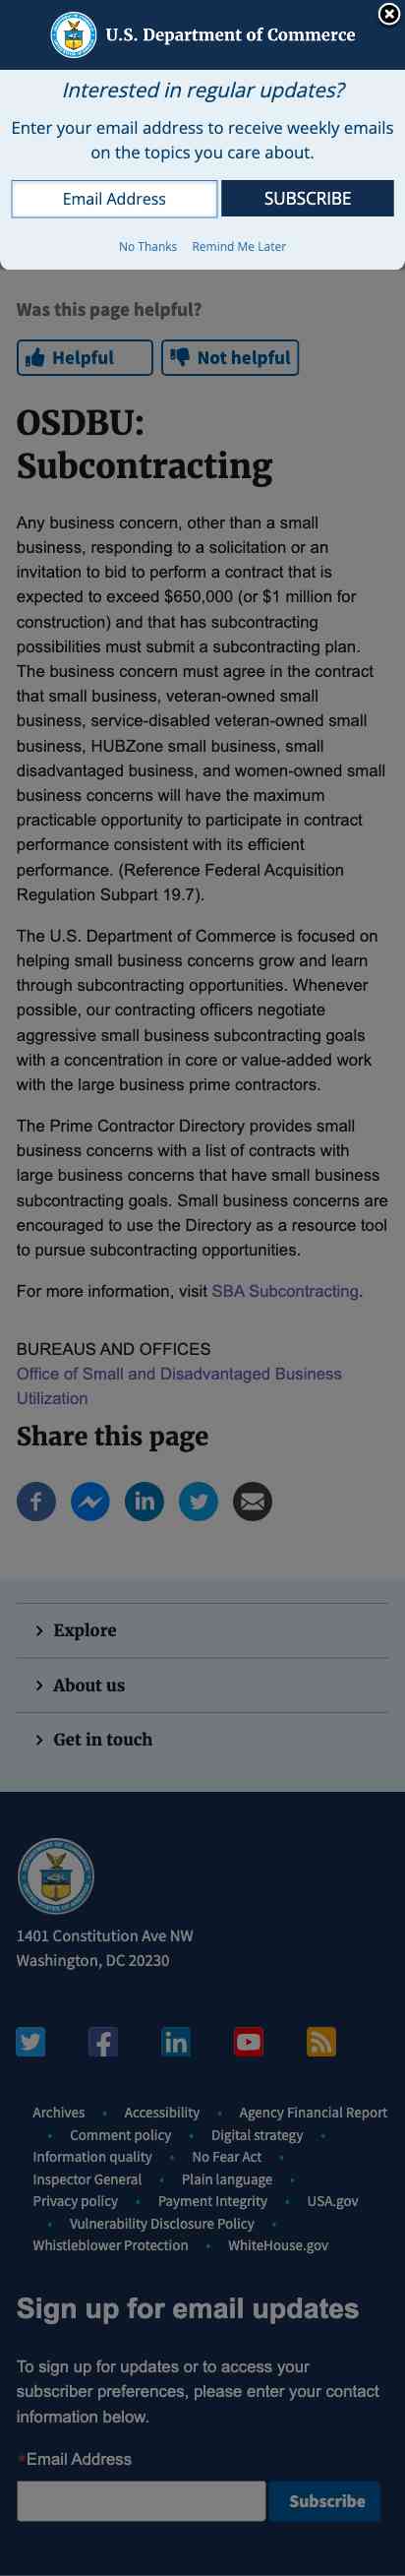 U.S. Department of Commerce
Interested in regular updates?
Enter your email address to receive weekly emails
on the topics you care about.
Email Address
SUBSCRIBE
No Thanks Remind Me Later
Was this page helpful?
Helpful Not helpful
OSDBU:
Subcontracting
Any business concern, other than a small
business, responding to a solicitation or an
invitation to bid to perform a contract that is
expected to exceed $650,000 (or $1 million for
construction) and that has subcontracting
possibilities must submit a subcontracting plan.
The business concern must agree in the contract
that small business, veteran-owned small
business, service-disabled veteran-owned small
business, HUBZone small business, small
disadvantaged business, and women-owned small
business concerns will have the maximum
practicable opportunity to participate in contract
performance consistent with its efficient
performance. (Reference Federal Acquisition
Regulation Subpart 19.7).
The U.S. Department of Commerce is focused on
helping small business concerns grow and learn
through subcontracting opportunities. Whenever
possible, our contracting officers negotiate
aggressive small business subcontracting goals
with a concentration in core or value-added work
with the large business prime contractors.
The Prime Contractor Directory provides small
business concerns with a list of contracts with
large business concerns that have small business
subcontracting goals. Small business concerns are
encouraged to use the Directory as a resource tool
to pursue subcontracting opportunities.
For more information, visit SBA Subcontracting.
BUREAUS AND OFFICES
Office of Small and Disadvantaged Business
Utilization
Share this page
Explore
About us
Get in touch
1401 Constitution Ave NW
Washington, DC 20230
Archives • Accessibility • Agency Financial Report
• Comment policy • Digital strategy •
Information quality • No Fear Act •
Inspector General • Plain language •
Privacy policy • Payment Integrity • USA.gov
• Vulnerability Disclosure Policy •
Whistleblower Protection • WhiteHouse.gov
Sign up for email updates
To sign up for updates or to access your
subscriber preferences, please enter your contact
information below.
*Email Address
Subscribe